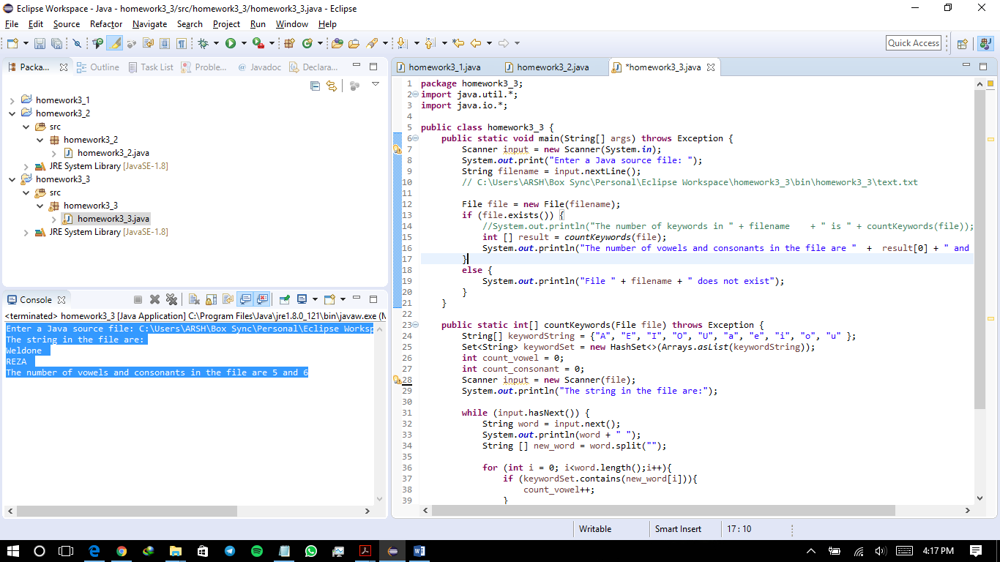 Eclipse Workspace - Java - homework3_3/src/homework3_3/homework3_3.java - Eclipse
File Edit Source Refactor Navigate Search Project Run Window Help
Quick Access
Packa... Outline Task List Proble... Javadoc Declara...
homework3_1
homework3_2
src
homework3_2
homework3_2.java
JRE System Library [JavaSE-1.8]
homework3_3
src
homework3_3
homework3_3.java
JRE System Library [JavaSE-1.8]
Console
<terminated> homework3_3 [Java Application] C:\Program Files\Java\jre1.8.0_121\bin\javaw.exe (M
Enter a Java source file: C:\Users\ARSH\Box Sync\Personal\Eclipse Worksp
The string in the file are:
Weldone
REZA
The number of vowels and consonants in the file are 5 and 6
homework3_1.java homework3_2.java *homework3_3.java
1 package homework3_3;
2 import java.util.*;
3 import java.io.*;
4
5 public class homework3_3 {
6 public static void main(String[] args) throws Exception {
7 Scanner input = new Scanner(System.in);
8 System.out.print("Enter a Java source file: ");
9 String filename = input.nextLine();
10 // C:\Users\ARSH\Box Sync\Personal\Eclipse Workspace\homework3_3\bin\homework3_3\text.txt
11
12 File file = new File(filename);
13 if (file.exists()) {
14 //System.out.println("The number of keywords in " + filename    + " is " + countKeywords(file));
15 int [] result = countKeywords(file);
16 System.out.println("The number of vowels and consonants in the file are "  +  result[0] + " and
17 }
18 else {
19 System.out.println("File " + filename + " does not exist");
20 }
21 }
22
23 public static int[] countKeywords(File file) throws Exception {
24 String[] keywordString = {"A", "E", "I", "O", "U", "a", "e", "i", "o", "u" };
25 Set<String> keywordSet = new HashSet<>(Arrays.asList(keywordString));
26 int count_vowel = 0;
27 int count_consonant = 0;
28 Scanner input = new Scanner(file);
29 System.out.println("The string in the file are:");
30
31 while (input.hasNext()) {
32 String word = input.next();
33 System.out.println(word + " ");
34 String [] new_word = word.split("");
35
36 for (int i = 0; i<word.length();i++){
37 if (keywordSet.contains(new_word[i])){
38 count_vowel++;
39 }
Writable Smart Insert 17 : 10
4:17 PM